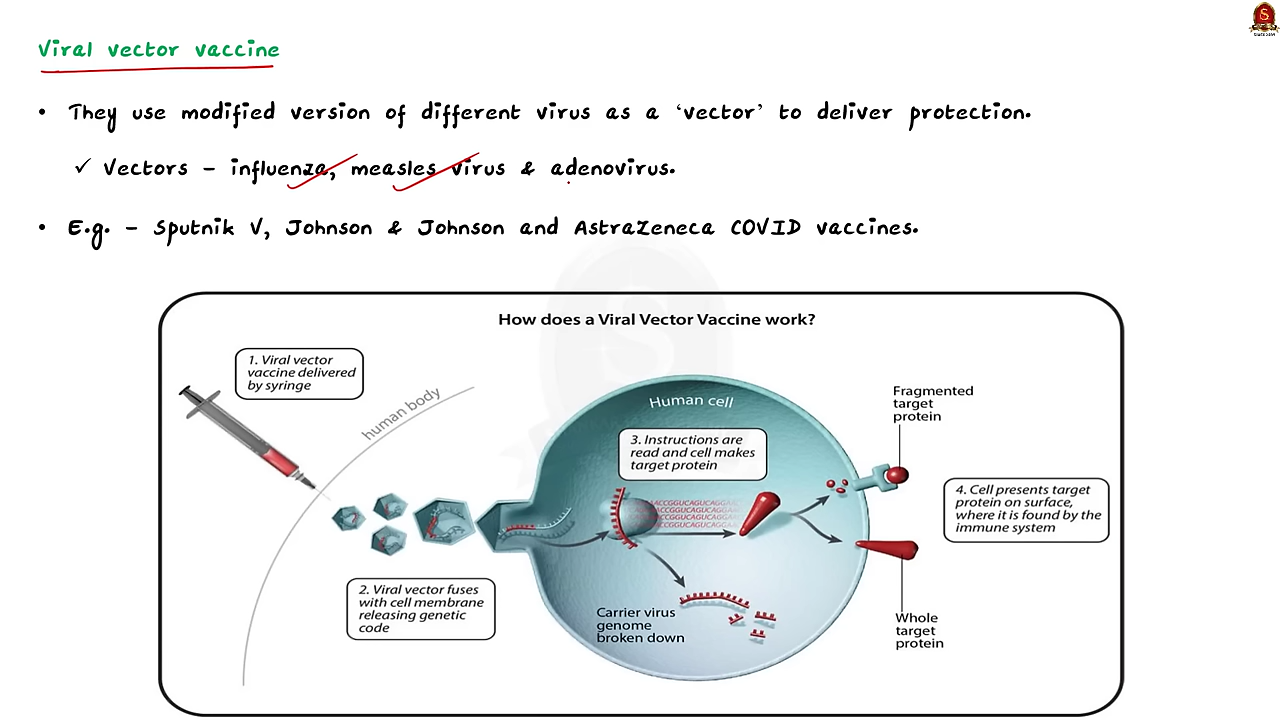 Viral vector vaccine
• They use modified version of different virus as a ‘vector’ to deliver protection.
✓ Vectors – influenza, measles virus & adenovirus.
• E.g. – Sputnik V, Johnson & Johnson and AstraZeneca COVID vaccines.
How does a Viral Vector Vaccine work?
1. Viral vector
vaccine delivered
by syringe
human body
2. Viral vector fuses
with cell membrane
releasing genetic
code
Human cell
3. Instructions are
read and cell makes
target protein
Carrier virus
genome
broken down
Fragmented
target
protein
4. Cell presents target
protein on surface,
where it is found by the
immune system
Whole
target
protein